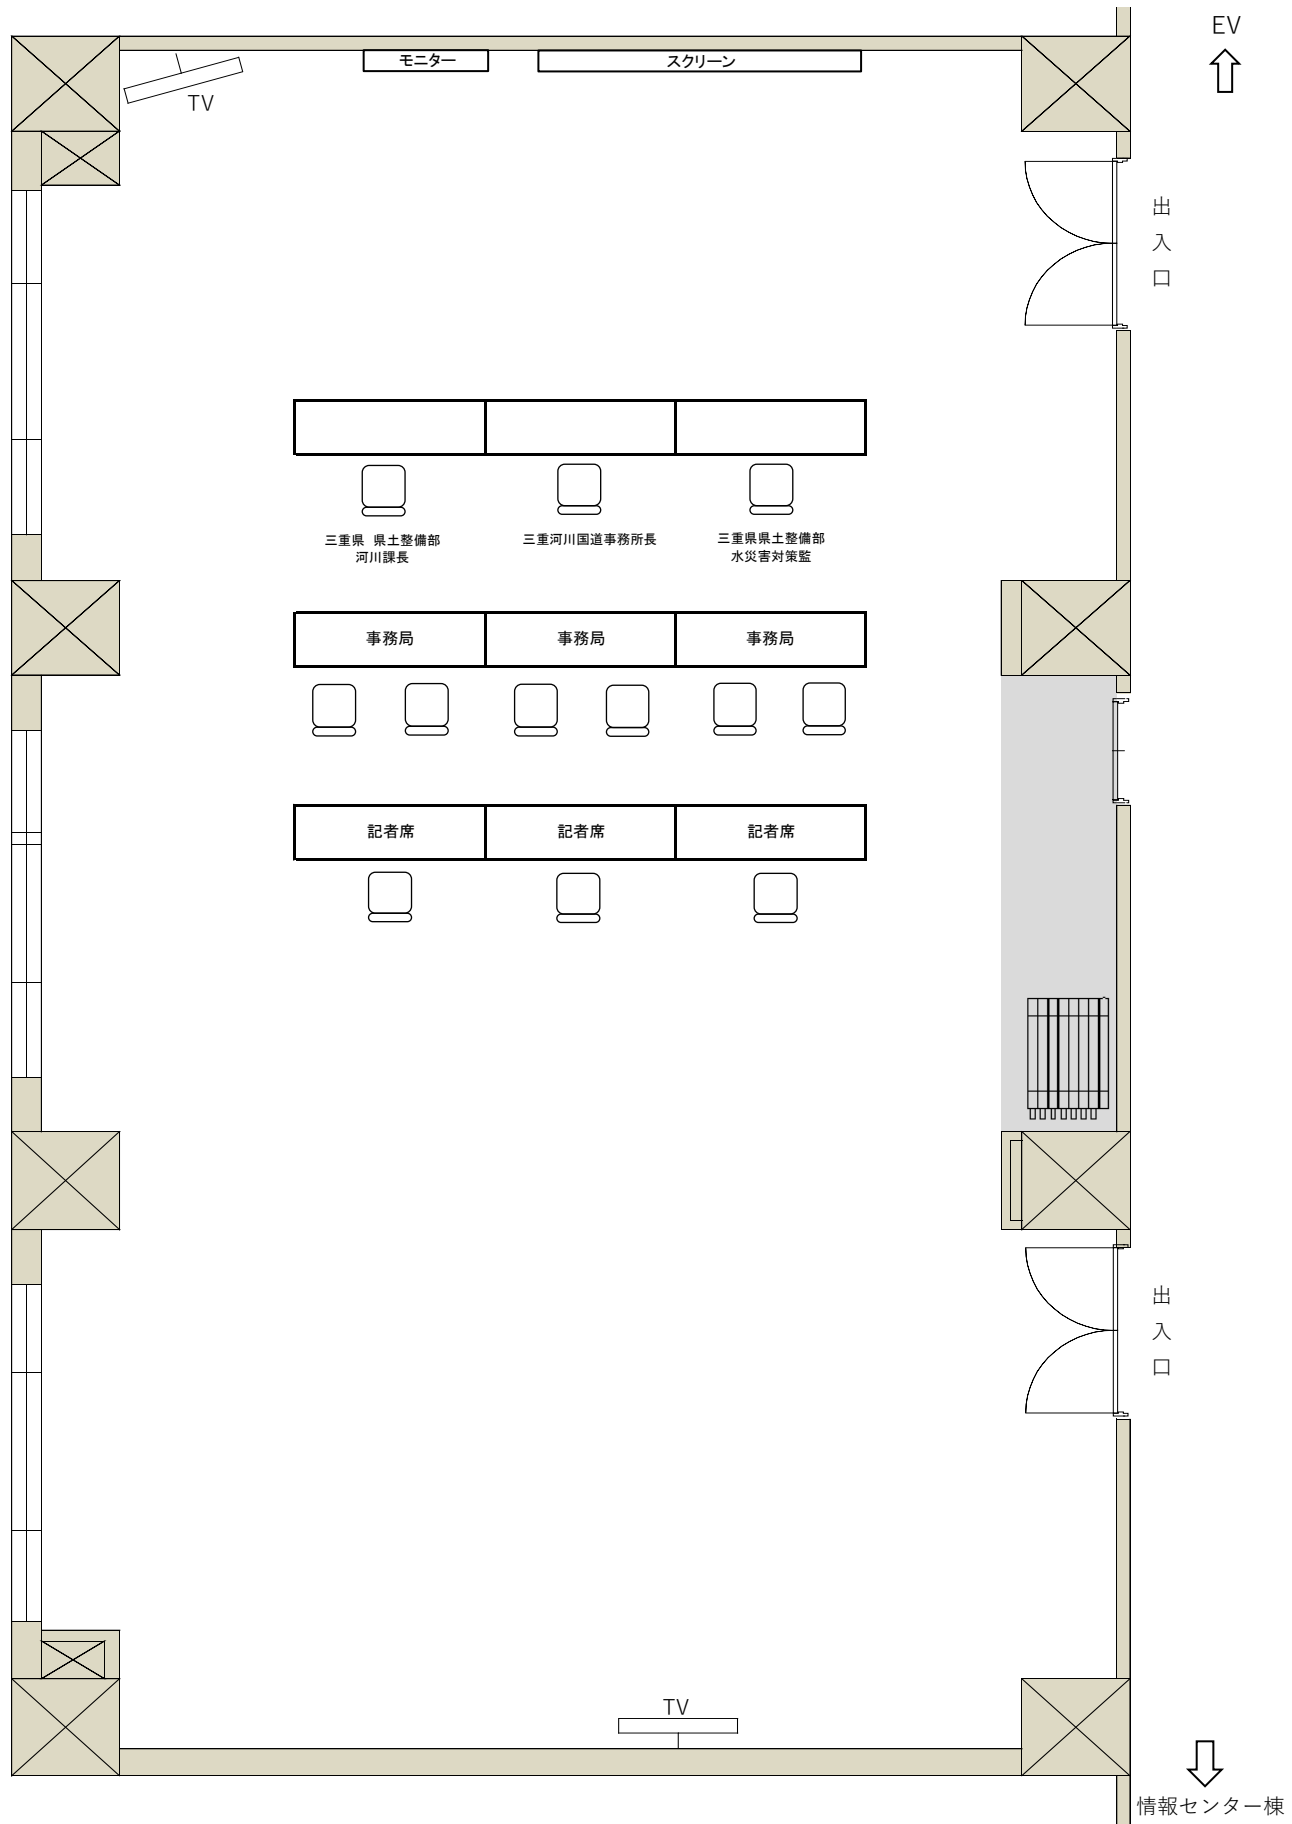 EV
モニター
スクリーン
TV
出
入
口
三重県 県土整備部
河川課長
三重河川国道事務所長
三重県県土整備部
水災害対策監
事務局
事務局
事務局
記者席
記者席
記者席
出
入
口
TV
情報センター棟